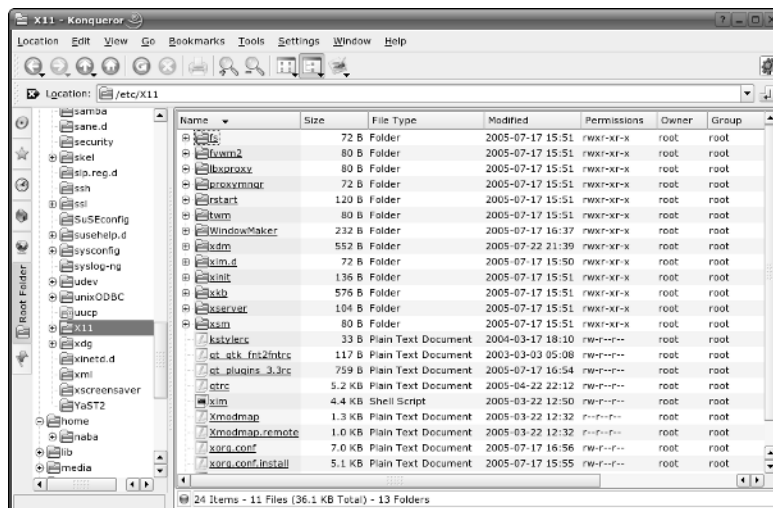 X11 - Konqueror
Location Edit View Go Bookmarks Tools Settings Window Help
Location: /etc/X11
samba
sane.d
security
skel
slp.reg.d
ssh
ssl
SuSEconfig
susehelp.d
sysconfig
syslog-ng
udev
unixODBC
uucp
X11
xdg
xinetd.d
xml
xscreensaver
YaST2
home
naba
lib
media
Root Folder
Name Size File Type Modified Permissions Owner Group
fs 72 B Folder 2005-07-17 15:51 rwxr-xr-x root root
fvwm2 80 B Folder 2005-07-17 15:51 rwxr-xr-x root root
lbxproxy 80 B Folder 2005-07-17 15:51 rwxr-xr-x root root
proxymngr 72 B Folder 2005-07-17 15:51 rwxr-xr-x root root
rstart 120 B Folder 2005-07-17 15:51 rwxr-xr-x root root
twm 80 B Folder 2005-07-17 15:51 rwxr-xr-x root root
WindowMaker 232 B Folder 2005-07-17 16:37 rwxr-xr-x root root
xdm 552 B Folder 2005-07-22 21:39 rwxr-xr-x root root
xim.d 72 B Folder 2005-07-17 15:50 rwxr-xr-x root root
xinit 136 B Folder 2005-07-17 15:51 rwxr-xr-x root root
xkb 576 B Folder 2005-07-17 15:51 rwxr-xr-x root root
xserver 104 B Folder 2005-07-17 15:51 rwxr-xr-x root root
xsm 80 B Folder 2005-07-17 15:51 rwxr-xr-x root root
kstylerc 33 B Plain Text Document 2004-03-17 18:10 rw-r--r-- root root
qt_gtk_fnt2fntrc 117 B Plain Text Document 2003-03-03 05:08 rw-r--r-- root root
qt_plugins_3.3rc 759 B Plain Text Document 2005-07-17 16:54 rw-r--r-- root root
qtrc 5.2 KB Plain Text Document 2005-04-22 22:12 rw-r--r-- root root
xim 4.4 KB Shell Script 2005-03-22 12:50 rw-r--r-- root root
Xmodmap 1.3 KB Plain Text Document 2005-03-22 12:32 r--r--r-- root root
Xmodmap.remote 1.0 KB Plain Text Document 2005-03-22 12:32 r--r--r-- root root
xorg.conf 7.0 KB Plain Text Document 2005-07-17 16:56 rw-r--r-- root root
xorg.conf.install 5.1 KB Plain Text Document 2005-07-17 15:55 rw-r--r-- root root
24 Items - 11 Files (36.1 KB Total) - 13 Folders